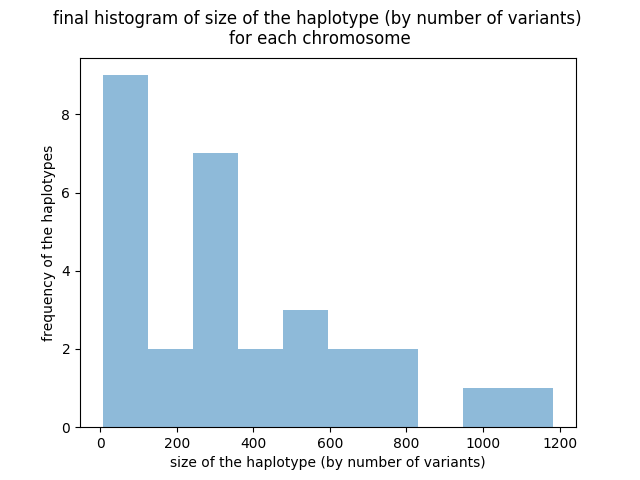 final histogram of size of the haplotype (by number of variants)
for each chromosome
frequency of the haplotypes
8
6
4
2
0
0 200 400 600 800 1000 1200
size of the haplotype (by number of variants)